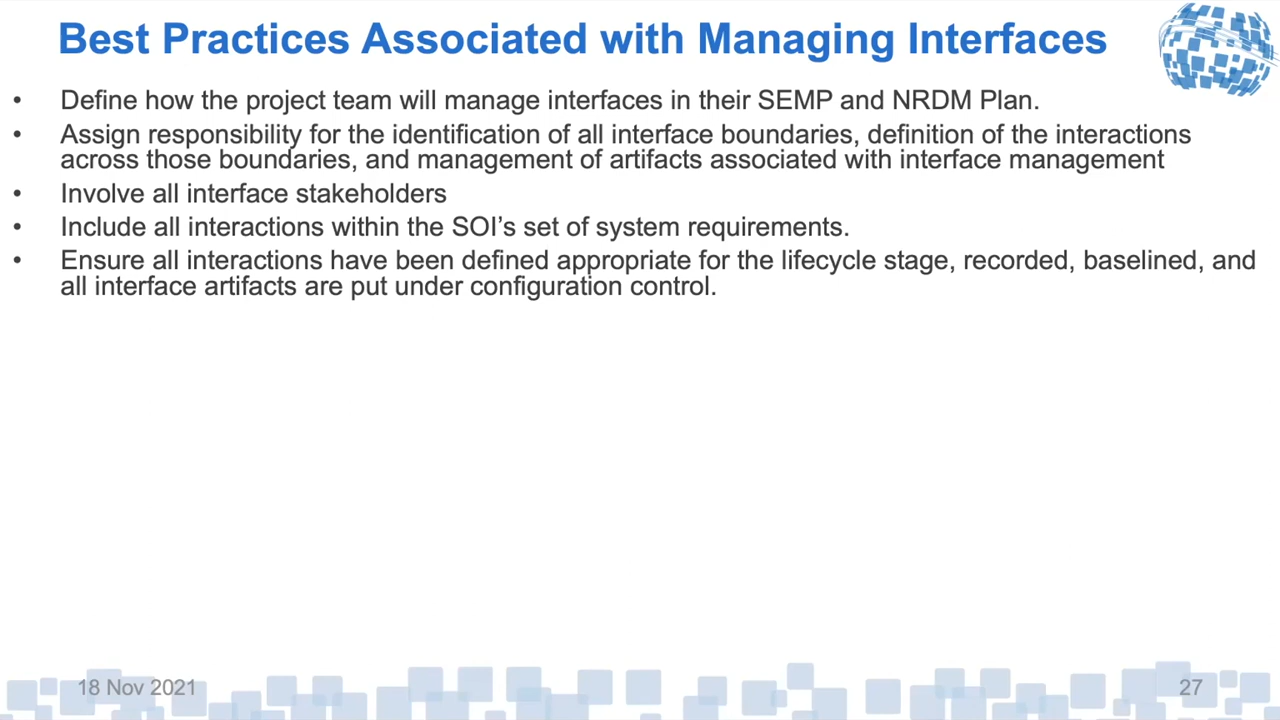 Best Practices Associated with Managing Interfaces
• Define how the project team will manage interfaces in their SEMP and NRDM Plan.
• Assign responsibility for the identification of all interface boundaries, definition of the interactions
across those boundaries, and management of artifacts associated with interface management
• Involve all interface stakeholders
• Include all interactions within the SOI’s set of system requirements.
• Ensure all interactions have been defined appropriate for the lifecycle stage, recorded, baselined, and
all interface artifacts are put under configuration control.
18 Nov 2021
27